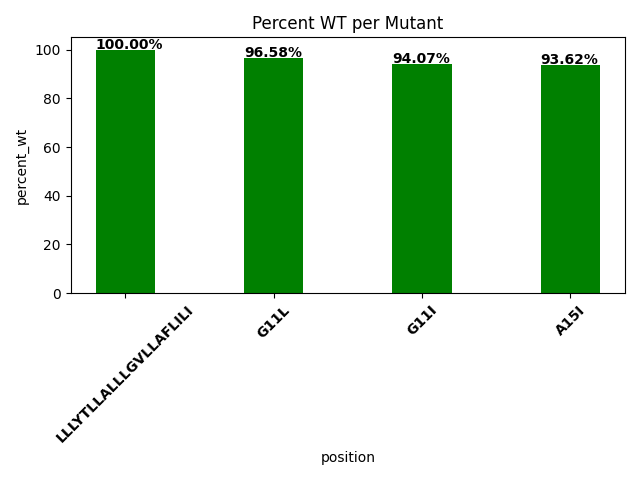 Percent WT per Mutant
100.00%
96.58%
94.07%
93.62%
percent_wt
100
80
60
40
20
0
LLLYTLLALLLGVLLAFLILI
G11L
G11I
A15I
position